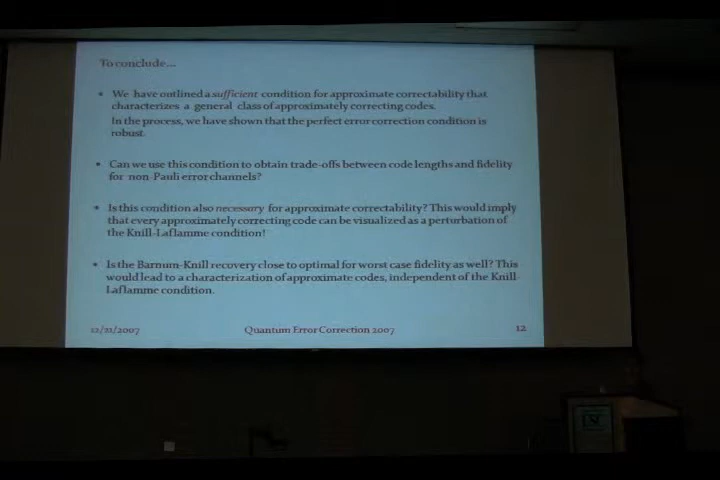 To conclude...
• We have outlined a sufficient condition for approximate correctability that
characterizes a general class of approximately correcting codes.
In the process, we have shown that the perfect error correction condition is
robust.
• Can we use this condition to obtain trade-offs between code lengths and fidelity
for non-Pauli error channels?
• Is this condition also necessary for approximate correctability? This would imply
that every approximately correcting code can be visualized as a perturbation of
the Knill-Laflamme condition!
• Is the Barnum-Knill recovery close to optimal for worst case fidelity as well? This
would lead to a characterization of approximate codes, independent of the Knill-
Laflamme condition.
12/21/2007 Quantum Error Correction 2007 12
USC